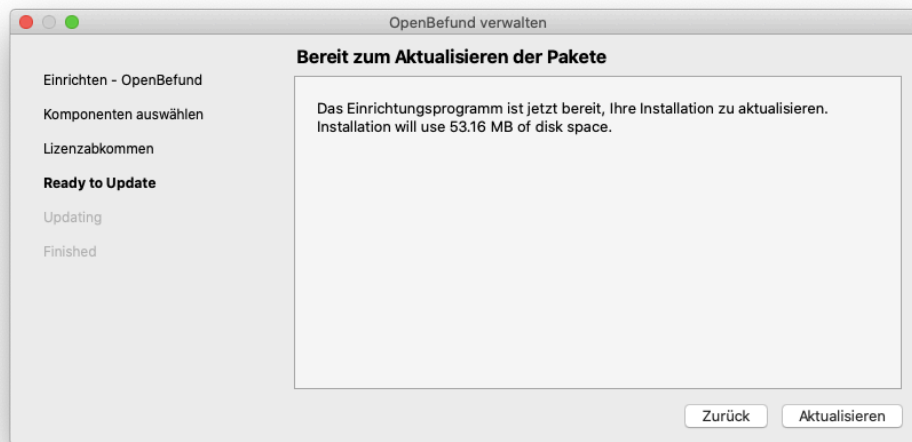 OpenBefund verwalten
Einrichten - OpenBefund
Komponenten auswählen
Lizenzabkommen
Ready to Update
Updating
Finished
Bereit zum Aktualisieren der Pakete
Das Einrichtungsprogramm ist jetzt bereit, Ihre Installation zu aktualisieren.
Installation will use 53.16 MB of disk space.
Zurück
Aktualisieren